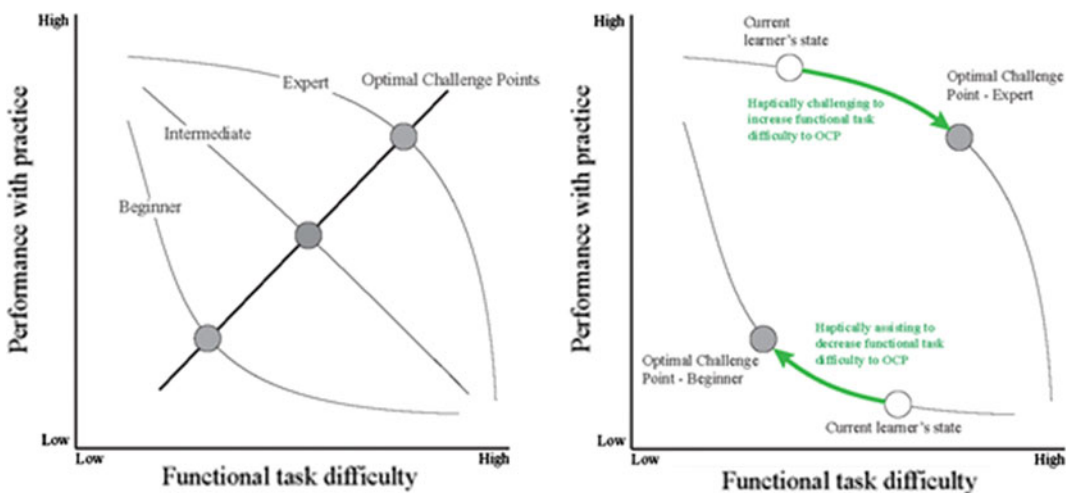 High
Performance with practice
Low
Low
High
Functional task difficulty
Expert
Optimal Challenge Points
Intermediate
Beginner
High
Performance with practice
Low
Low
High
Functional task difficulty
Current
learner's state
Haptically challenging to
increase functional task
difficulty to OCP
Optimal Challenge
Point - Expert
Haptically assisting to
decrease functional task
difficulty to OCP
Optimal Challenge
Point - Beginner
Current learner's state